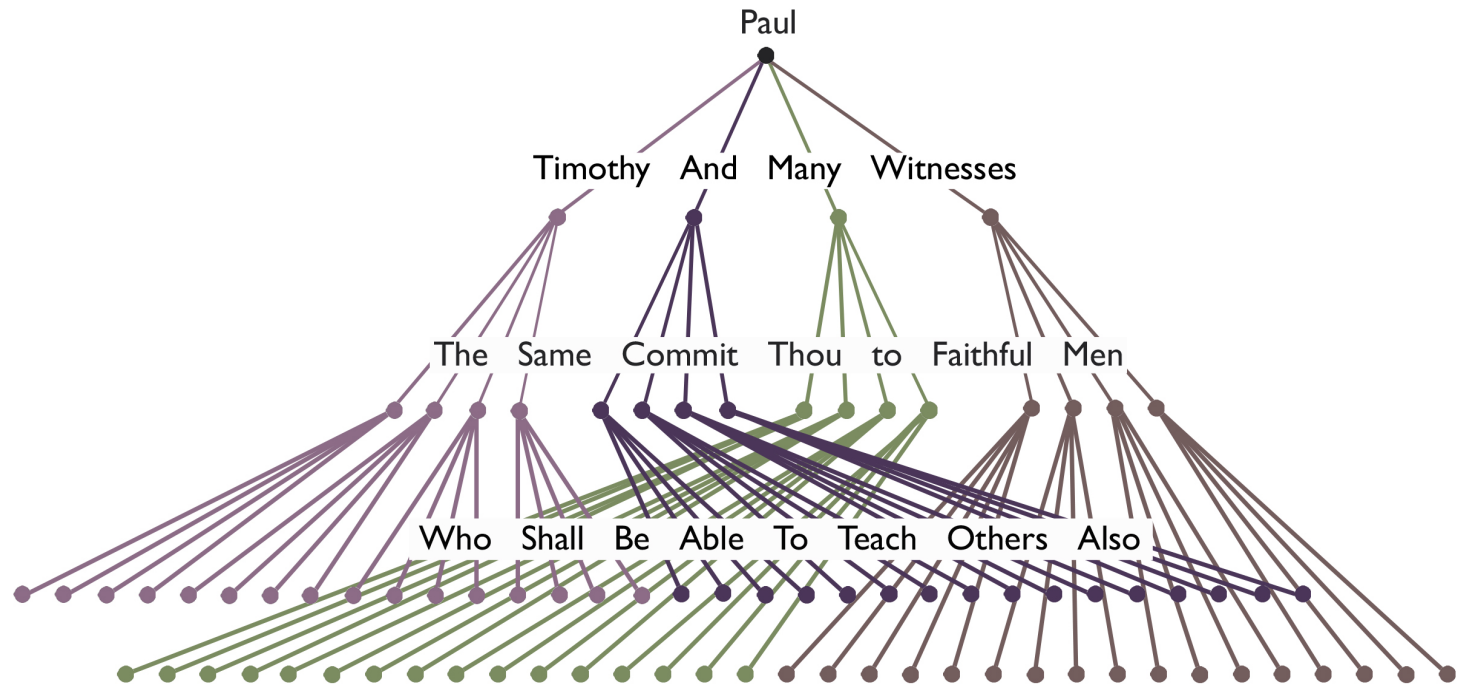 Paul
Timothy And Many Witnesses
The Same Commit Thou to Faithful Men
Who Shall Be Able To Teach Others Also